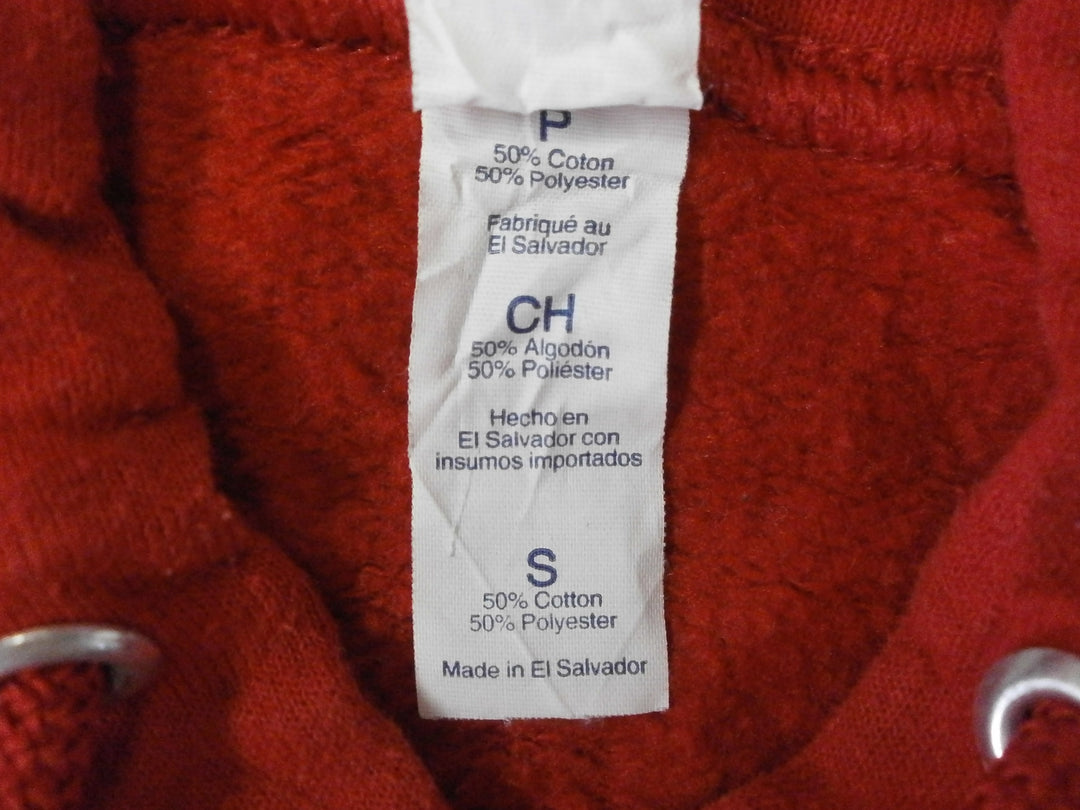 P
50% Coton
50% Polyester
Fabriqué au
El Salvador
CH
50% Algodón
50% Poliéster
Hecho en
El Salvador con
insumos importados
S
50% Cotton
50% Polyester
Made in El Salvador